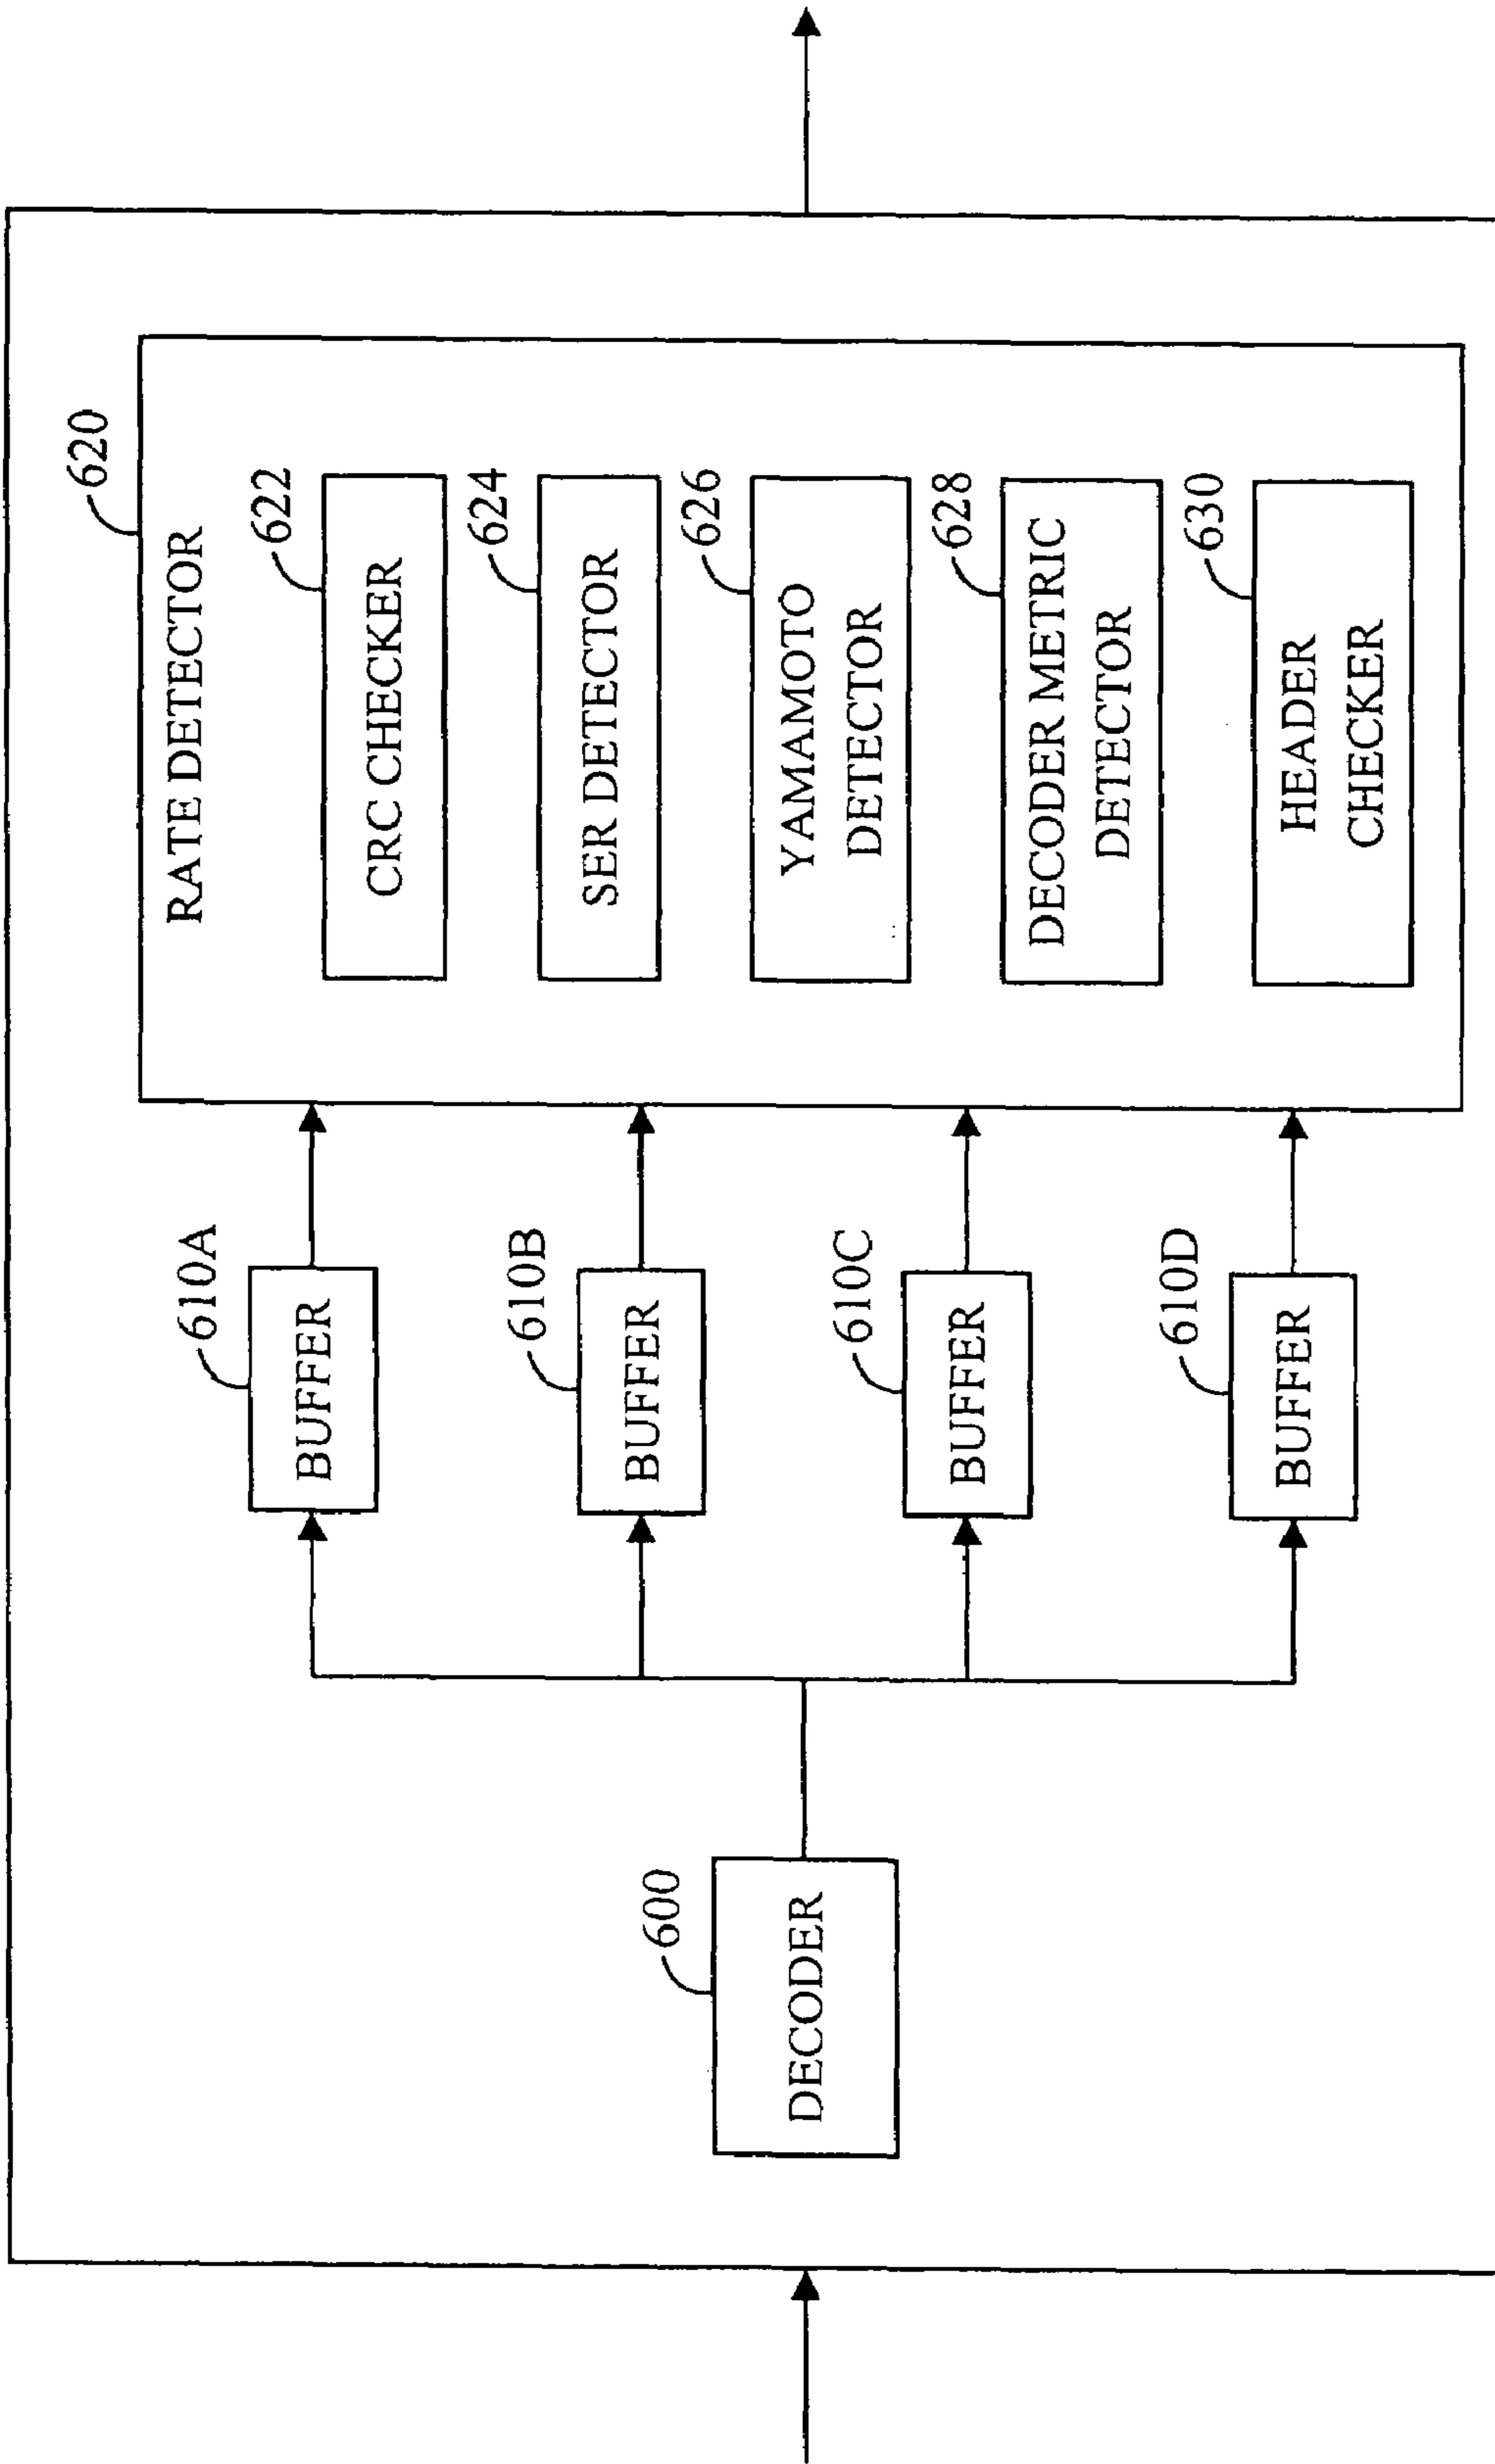 600
DECODER
610A
BUFFER
610B
BUFFER
610C
BUFFER
610D
BUFFER
620
RATE DETECTOR
622
CRC CHECKER
624
SER DETECTOR
626
YAMAMOTO
DETECTOR
628
DECODER METRIC
DETECTOR
630
HEADER
CHECKER